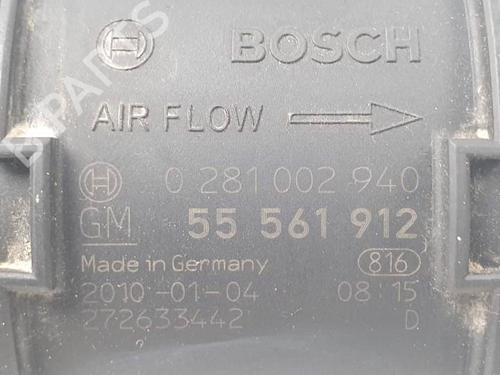 BOSCH
AIR FLOW
0 281 002 940
GM 55 561 912
Made in Germany 816
2010-01-04 08:15
272633442 D
B-PARTS